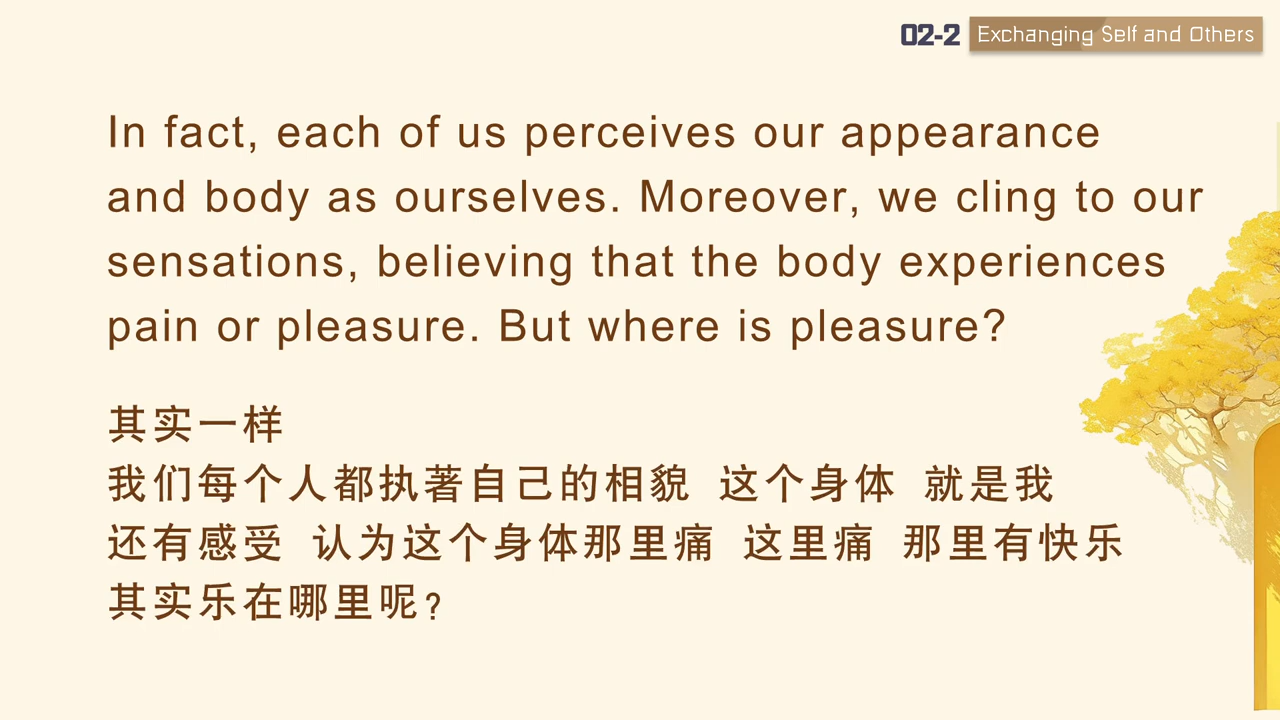 02-2 Exchanging Self and Others
In fact, each of us perceives our appearance
and body as ourselves. Moreover, we cling to our
sensations, believing that the body experiences
pain or pleasure. But where is pleasure?
其实一样
我们每个人都执著自己的相貌 这个身体 就是我
还有感受 认为这个身体那里痛 这里痛 那里有快乐
其实乐在哪里呢?